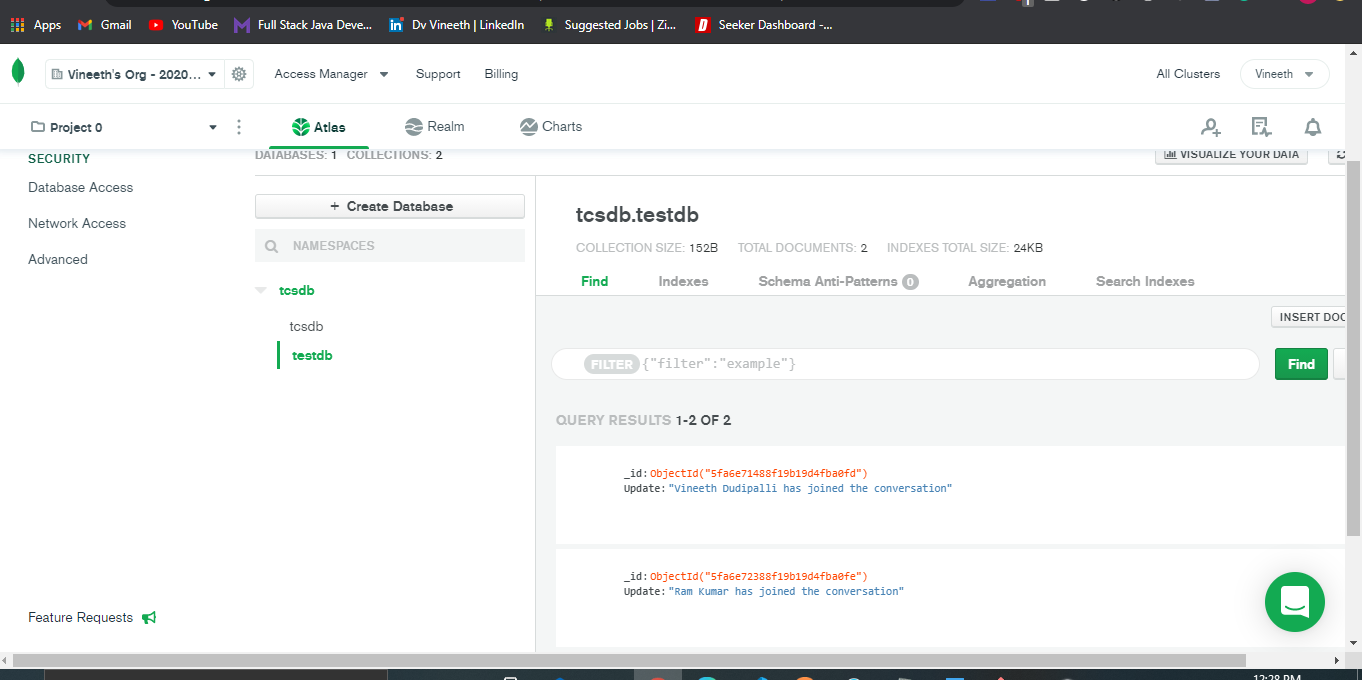 Apps Gmail YouTube Full Stack Java Deve... Dv Vineeth | LinkedIn Suggested Jobs | Zi... Seeker Dashboard -...
Vineeth's Org - 2020... Access Manager Support Billing All Clusters Vineeth
Project 0 Atlas Realm Charts
SECURITY
Database Access
Network Access
Advanced
Feature Requests
DATABASES: 1 COLLECTIONS: 2 VISUALIZE YOUR DATA
+ Create Database
NAMESPACES
tcsdb
tcsdb
testdb
tcsdb.testdb
COLLECTION SIZE: 152B TOTAL DOCUMENTS: 2 INDEXES TOTAL SIZE: 24KB
Find Indexes Schema Anti-Patterns 0 Aggregation Search Indexes
INSERT DOC
FILTER {"filter":"example"} Find
QUERY RESULTS 1-2 OF 2
_id: ObjectId("5fa6e71488f19b19d4fba0fd")
Update: "Vineeth Dudipalli has joined the conversation"
_id: ObjectId("5fa6e72388f19b19d4fba0fe")
Update: "Ram Kumar has joined the conversation"
12:28 PM